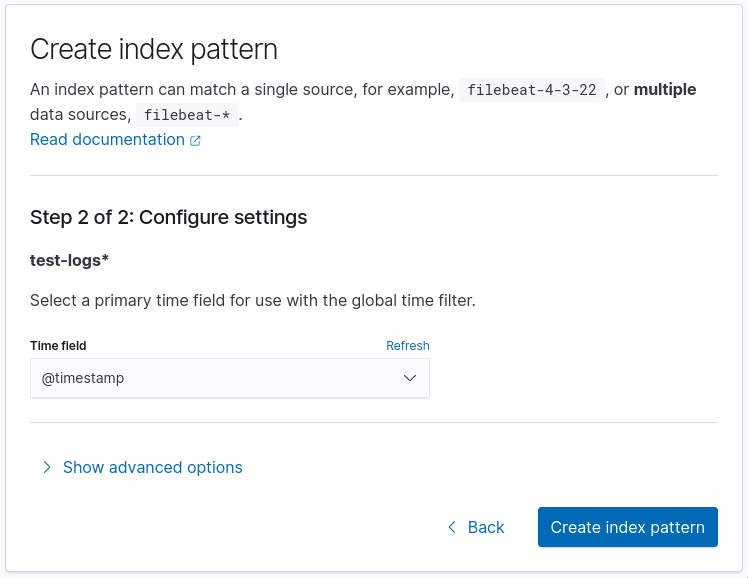 Create index pattern
An index pattern can match a single source, for example, filebeat-4-3-22 , or multiple
data sources, filebeat-* .
Read documentation
Step 2 of 2: Configure settings
test-logs*
Select a primary time field for use with the global time filter.
Time field Refresh
@timestamp
Show advanced options
Back Create index pattern